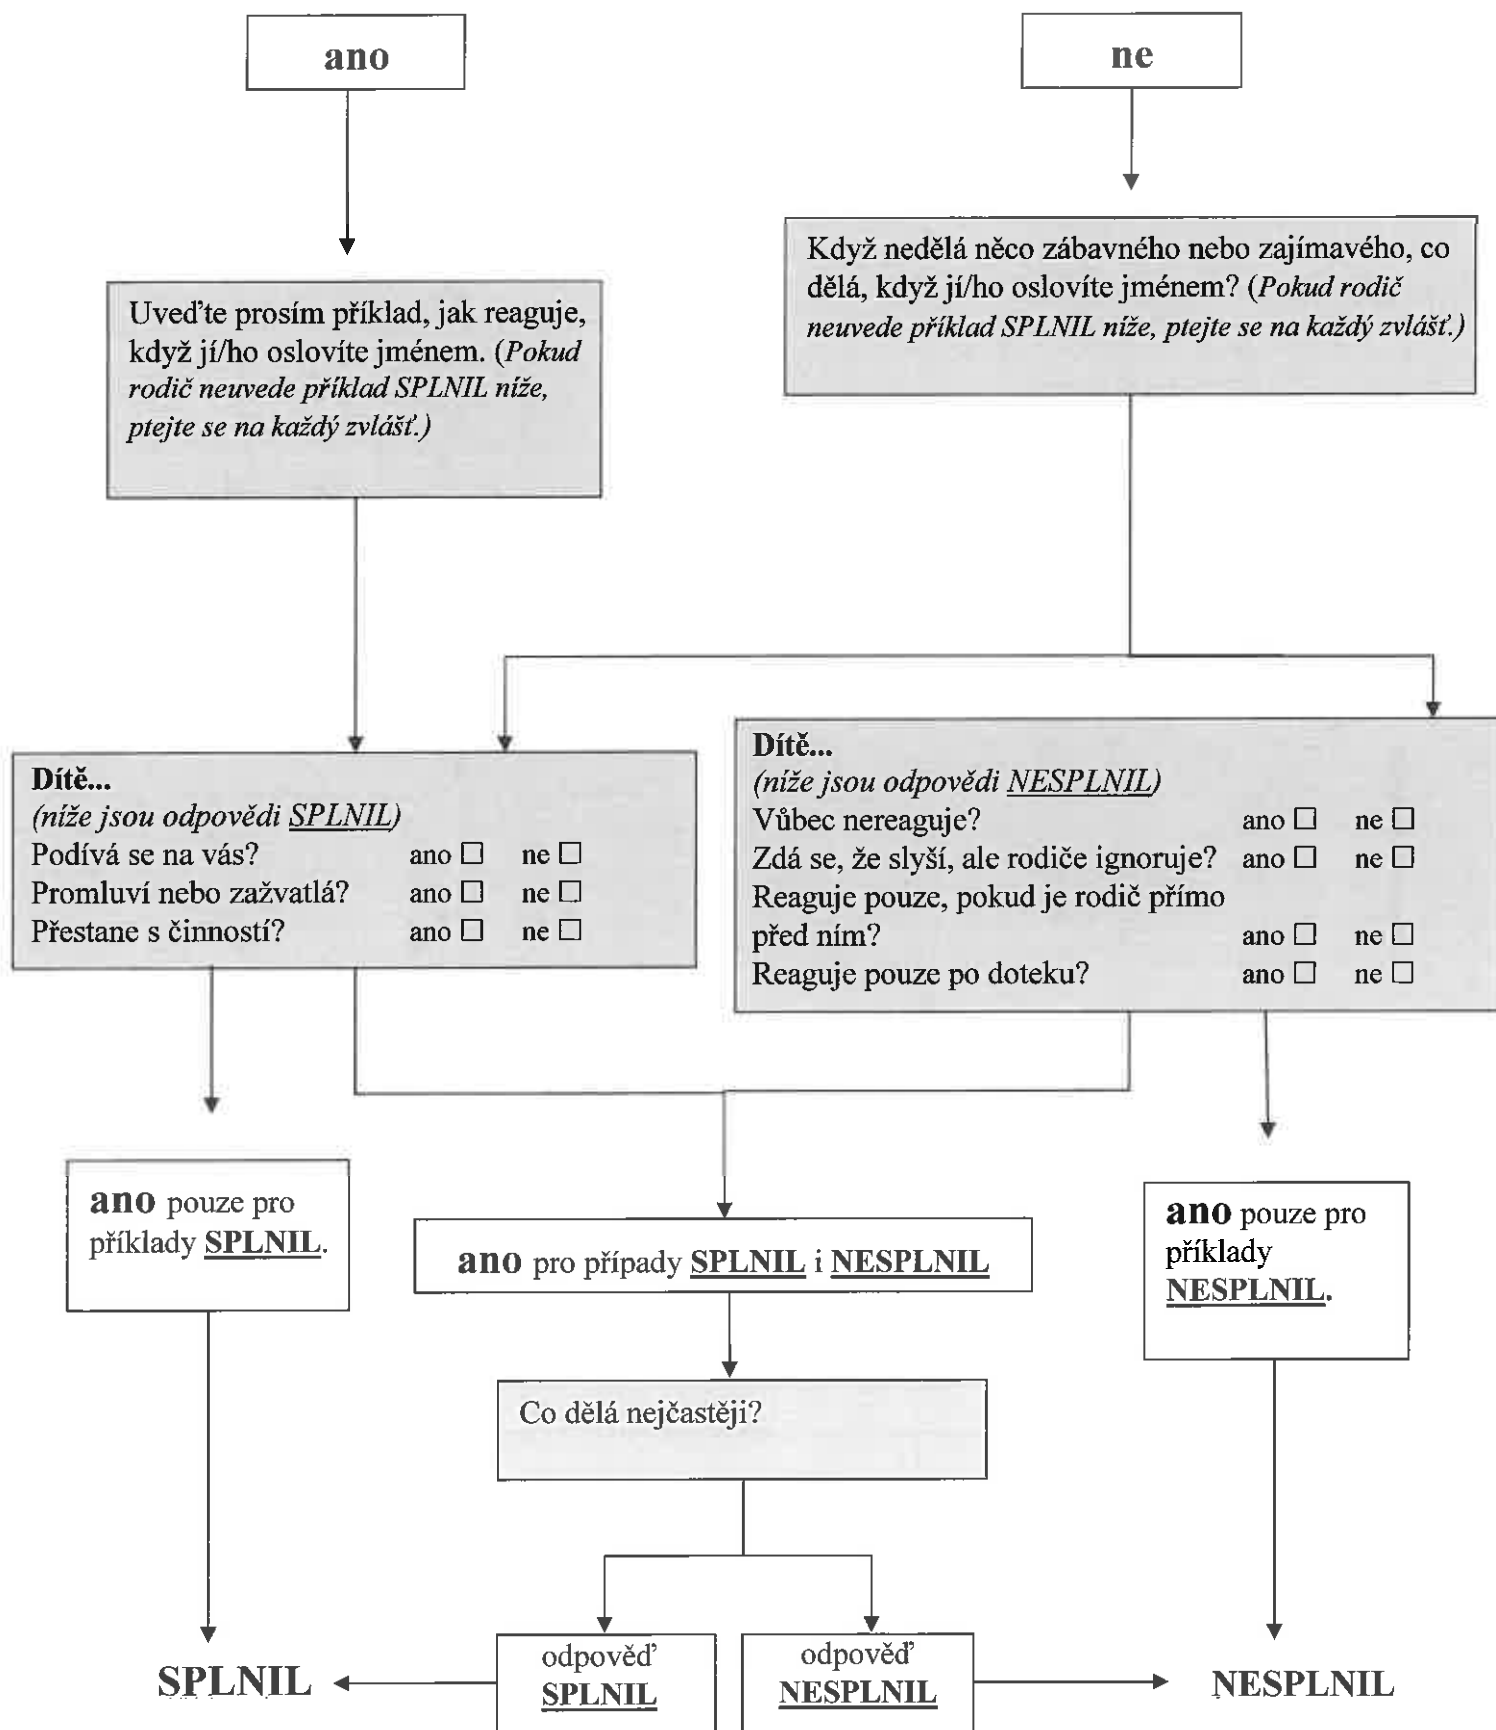 ano
ne
Uveďte prosím příklad, jak reaguje,
když jí/ho oslovíte jménem. (Pokud
rodič neuvede příklad SPLNIL níže,
ptejte se na každý zvlášť.)
Když nedělá něco zábavného nebo zajímavého, co
dělá, když jí/ho oslovíte jménem? (Pokud rodič
neuvede příklad SPLNIL níže, ptejte se na každý zvlášť.)
Dítě...
(níže jsou odpovědi SPLNIL)
Podívá se na vás? ano ☐ ne ☐
Promluví nebo zažvatlá? ano ☐ ne ☐
Přestane s činností? ano ☐ ne ☐
Dítě...
(níže jsou odpovědi NESPLNIL)
Vůbec nereaguje? ano ☐ ne ☐
Zdá se, že slyší, ale rodiče ignoruje? ano ☐ ne ☐
Reaguje pouze, pokud je rodič přímo
před ním? ano ☐ ne ☐
Reaguje pouze po doteku? ano ☐ ne ☐
ano pouze pro
příklady SPLNIL.
ano pro případy SPLNIL i NESPLNIL
ano pouze pro
příklady
NESPLNIL.
Co dělá nejčastěji?
odpověď
SPLNIL
odpověď
NESPLNIL
SPLNIL
NESPLNIL